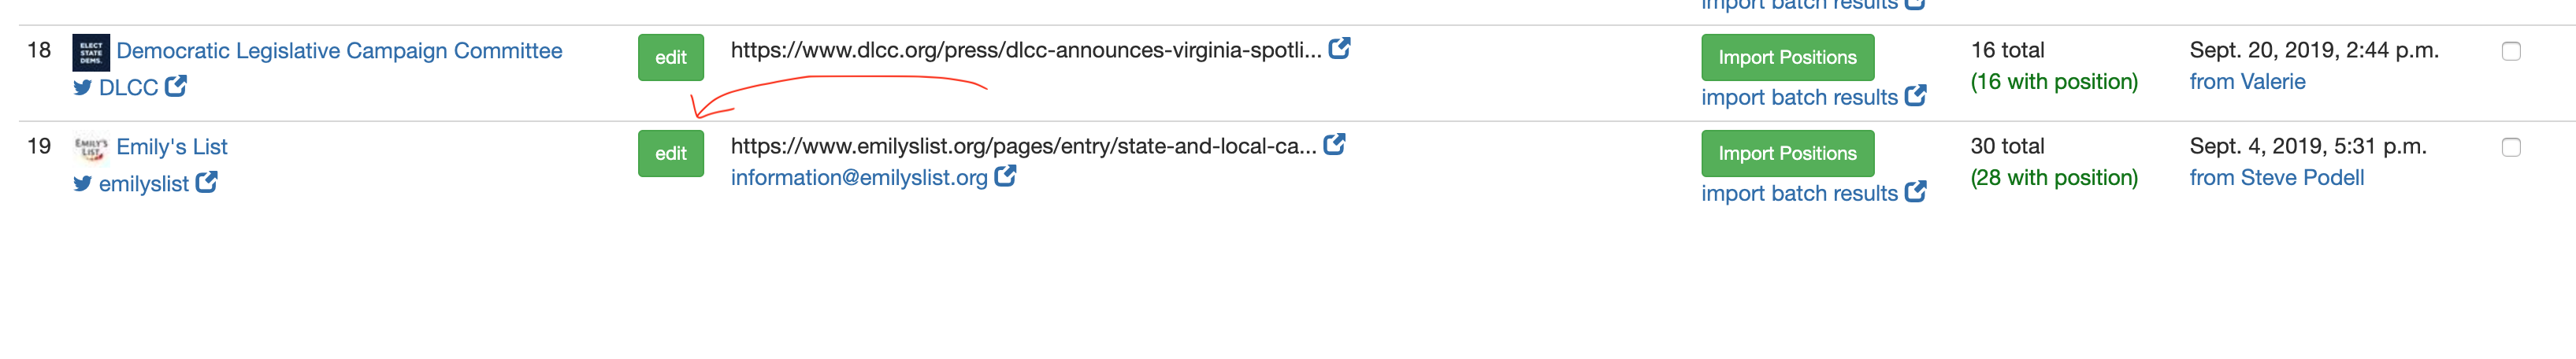 import batch results
18 ELECT STATE DEMS. Democratic Legislative Campaign Committee edit https://www.dlcc.org/press/dlcc-announces-virginia-spotli... Import Positions 16 total Sept. 20, 2019, 2:44 p.m.
DLCC import batch results (16 with position) from Valerie
19 EMILY'S LIST Emily's List edit https://www.emilyslist.org/pages/entry/state-and-local-ca... Import Positions 30 total Sept. 4, 2019, 5:31 p.m.
emilyslist information@emilyslist.org import batch results (28 with position) from Steve Podell